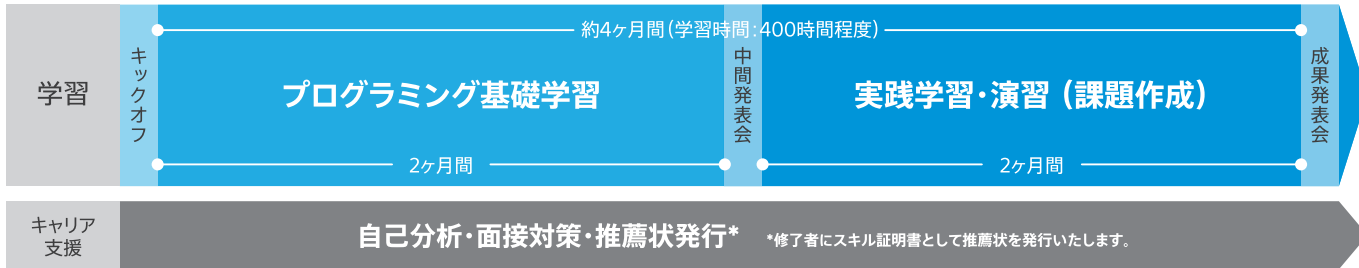 約4ヶ月間（学習時間：400時間程度）
学習
キックオフ
プログラミング基礎学習
2ヶ月間
中間発表会
実践学習・演習（課題作成）
2ヶ月間
成果発表会
キャリア
支援
自己分析・面接対策・推薦状発行* *修了者にスキル証明書として推薦状を発行いたします。